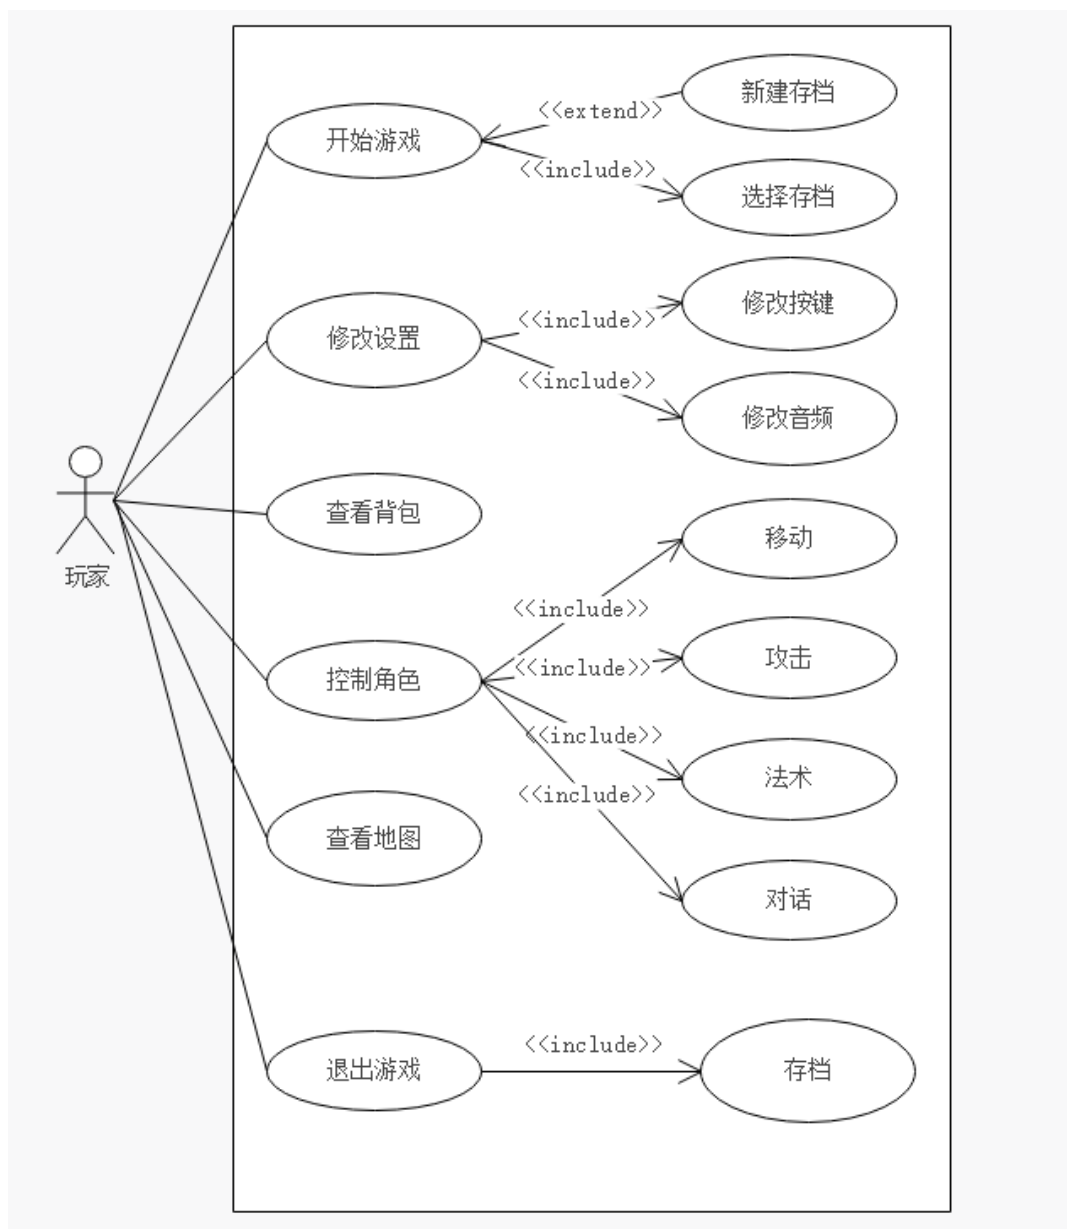 新建存档
<<extend>>
开始游戏
<<include>>
选择存档
修改按键
<<include>>
修改设置
<<include>>
修改音频
查看背包
移动
玩家
<<include>>
攻击
<<include>>
控制角色
<<include>>
法术
<<include>>
查看地图
对话
<<include>>
退出游戏
存档